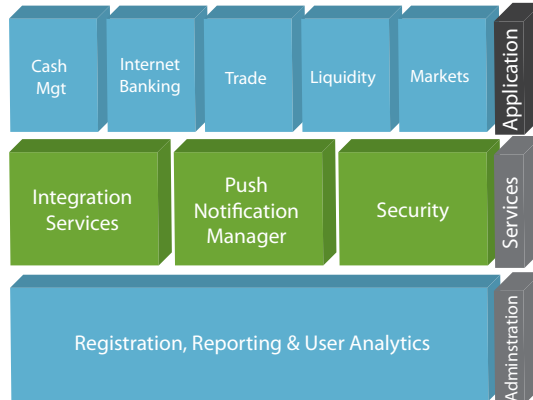 Cash
Mgt
Internet
Banking
Trade
Liquidity
Markets
Application
Integration
Services
Push
Notification
Manager
Security
Services
Registration, Reporting & User Analytics
Adminstration